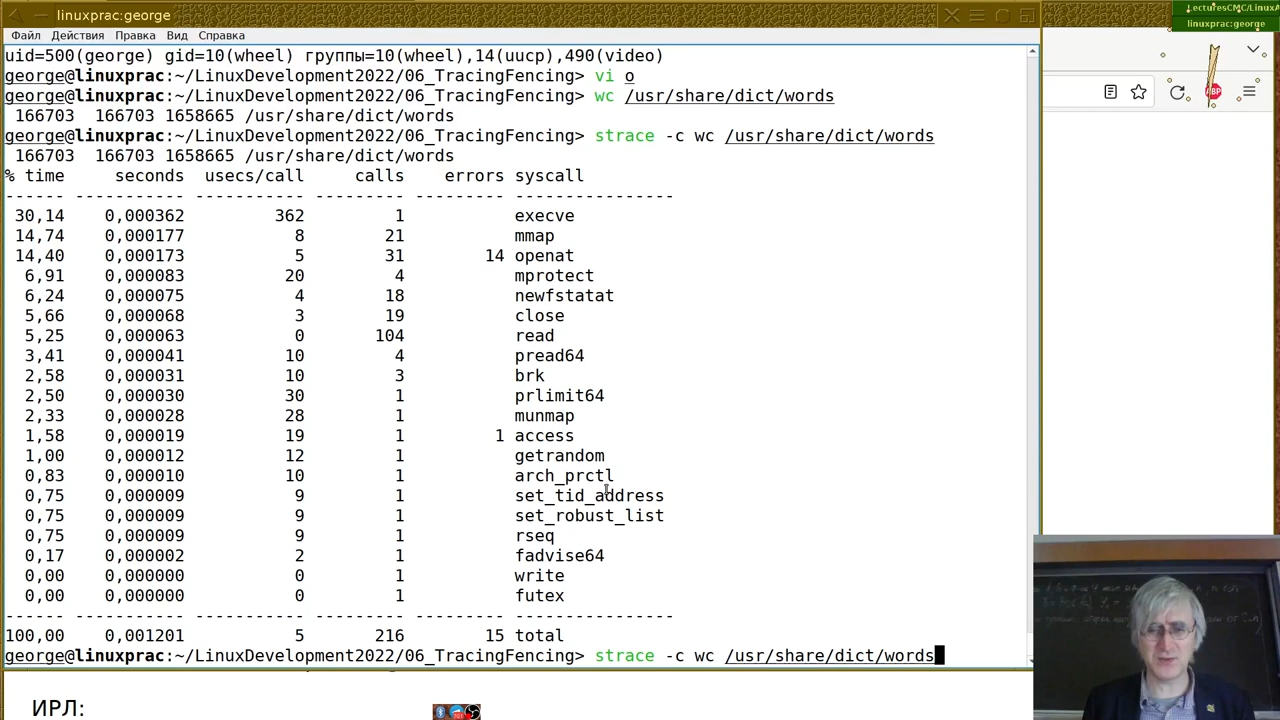 linuxprac:george
LecturesCMC/LinuxA
linuxprac:george
Файл Действия Правка Вид Справка
uid=500(george) gid=10(wheel) группы=10(wheel),14(uucp),490(video)
george@linuxprac:~/LinuxDevelopment2022/06_TracingFencing> vi o
george@linuxprac:~/LinuxDevelopment2022/06_TracingFencing> wc /usr/share/dict/words
166703 166703 1658665 /usr/share/dict/words
george@linuxprac:~/LinuxDevelopment2022/06_TracingFencing> strace -c wc /usr/share/dict/words
166703 166703 1658665 /usr/share/dict/words
% time seconds usecs/call calls errors syscall
------ ----------- ----------- --------- --------- ----------------
30,14 0,000362 362 1 execve
14,74 0,000177 8 21 mmap
14,40 0,000173 5 31 14 openat
6,91 0,000083 20 4 mprotect
6,24 0,000075 4 18 newfstatat
5,66 0,000068 3 19 close
5,25 0,000063 0 104 read
3,41 0,000041 10 4 pread64
2,58 0,000031 10 3 brk
2,50 0,000030 30 1 prlimit64
2,33 0,000028 28 1 munmap
1,58 0,000019 19 1 1 access
1,00 0,000012 12 1 getrandom
0,83 0,000010 10 1 arch_prctl
0,75 0,000009 9 1 set_tid_address
0,75 0,000009 9 1 set_robust_list
0,75 0,000009 9 1 rseq
0,17 0,000002 2 1 fadvise64
0,00 0,000000 0 1 write
0,00 0,000000 0 1 futex
------ ----------- ----------- --------- --------- ----------------
100,00 0,001201 5 216 15 total
george@linuxprac:~/LinuxDevelopment2022/06_TracingFencing> strace -c wc /usr/share/dict/words
ИРЛ: